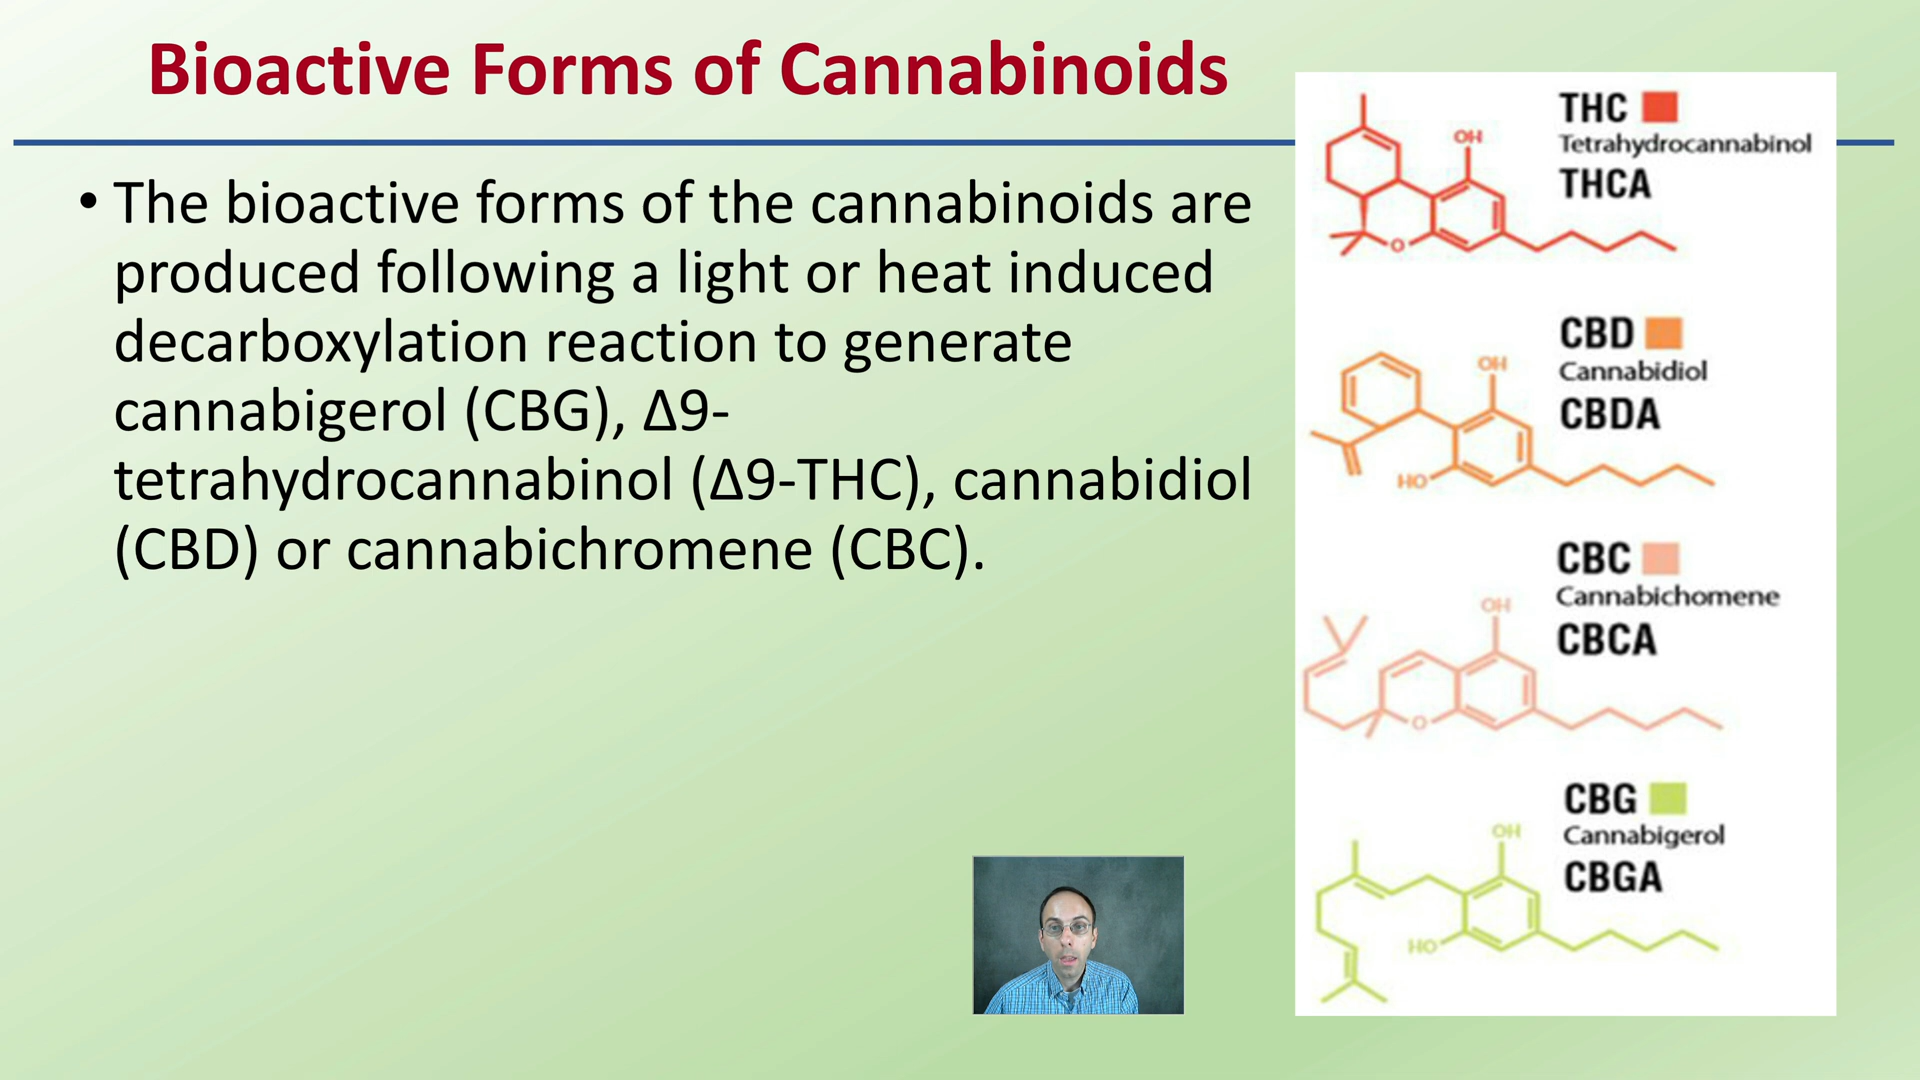 Bioactive Forms of Cannabinoids
• The bioactive forms of the cannabinoids are
produced following a light or heat induced
decarboxylation reaction to generate
cannabigerol (CBG), Δ9-
tetrahydrocannabinol (Δ9-THC), cannabidiol
(CBD) or cannabichromene (CBC).
THC
Tetrahydrocannabinol
THCA
OH
O
CBD
Cannabidiol
CBDA
OH
HO
CBC
Cannabichomene
CBCA
OH
O
CBG
Cannabigerol
CBGA
OH
HO